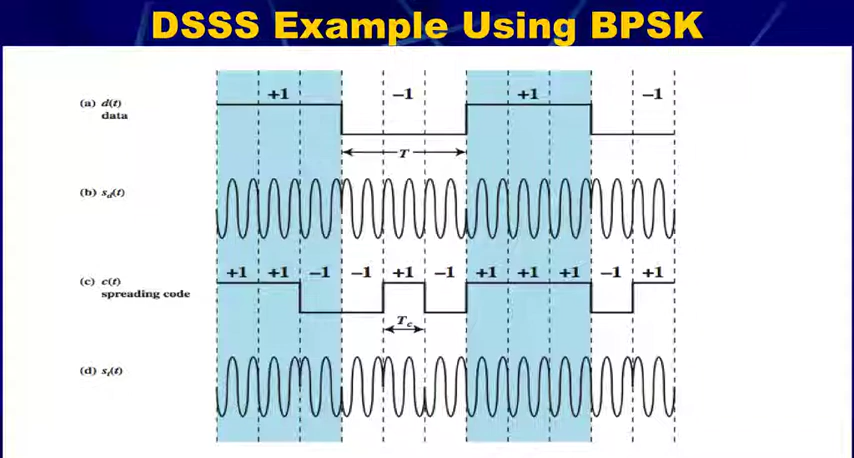 DSSS Example Using BPSK
+1 −1 +1 −1
(a) d(t)
data
T
(b) s_d(t)
+1 +1 −1 −1 +1 −1 +1 +1 +1 −1 +1
(c) c(t)
spreading code
T_c
(d) s_t(t)